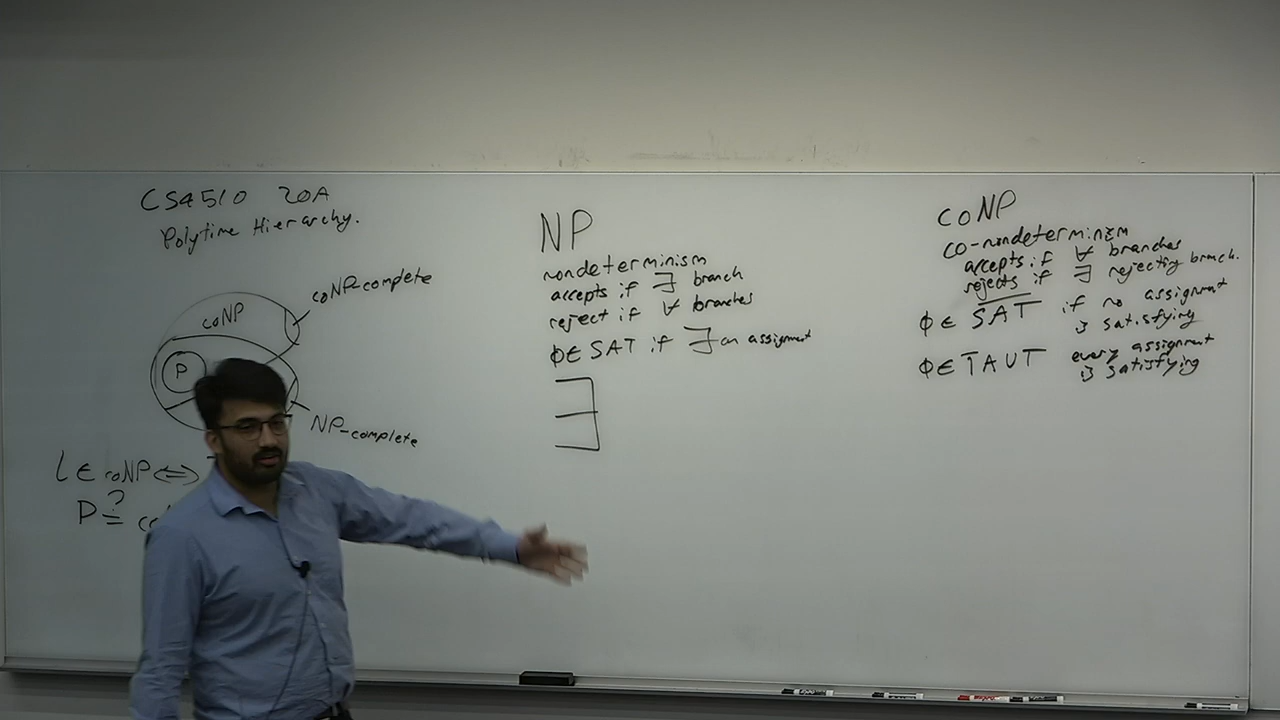 CS4510 20A
Polytime Hierarchy.
coNP-complete
coNP
P
NP-complete
L ∈ coNP ⟺
P ?=
NP
nondeterminism
accepts if ∃ branch
reject if ∀ branches
ϕ∈ SAT if ∃ an assignment
∃
coNP
co-nondeterminism
accepts if ∀ branches
rejects if ∃ rejecting branch.
ϕ ∈ \overline{SAT} if no assignment
is satisfying
ϕ∈ TAUT every assignment
is satisfying